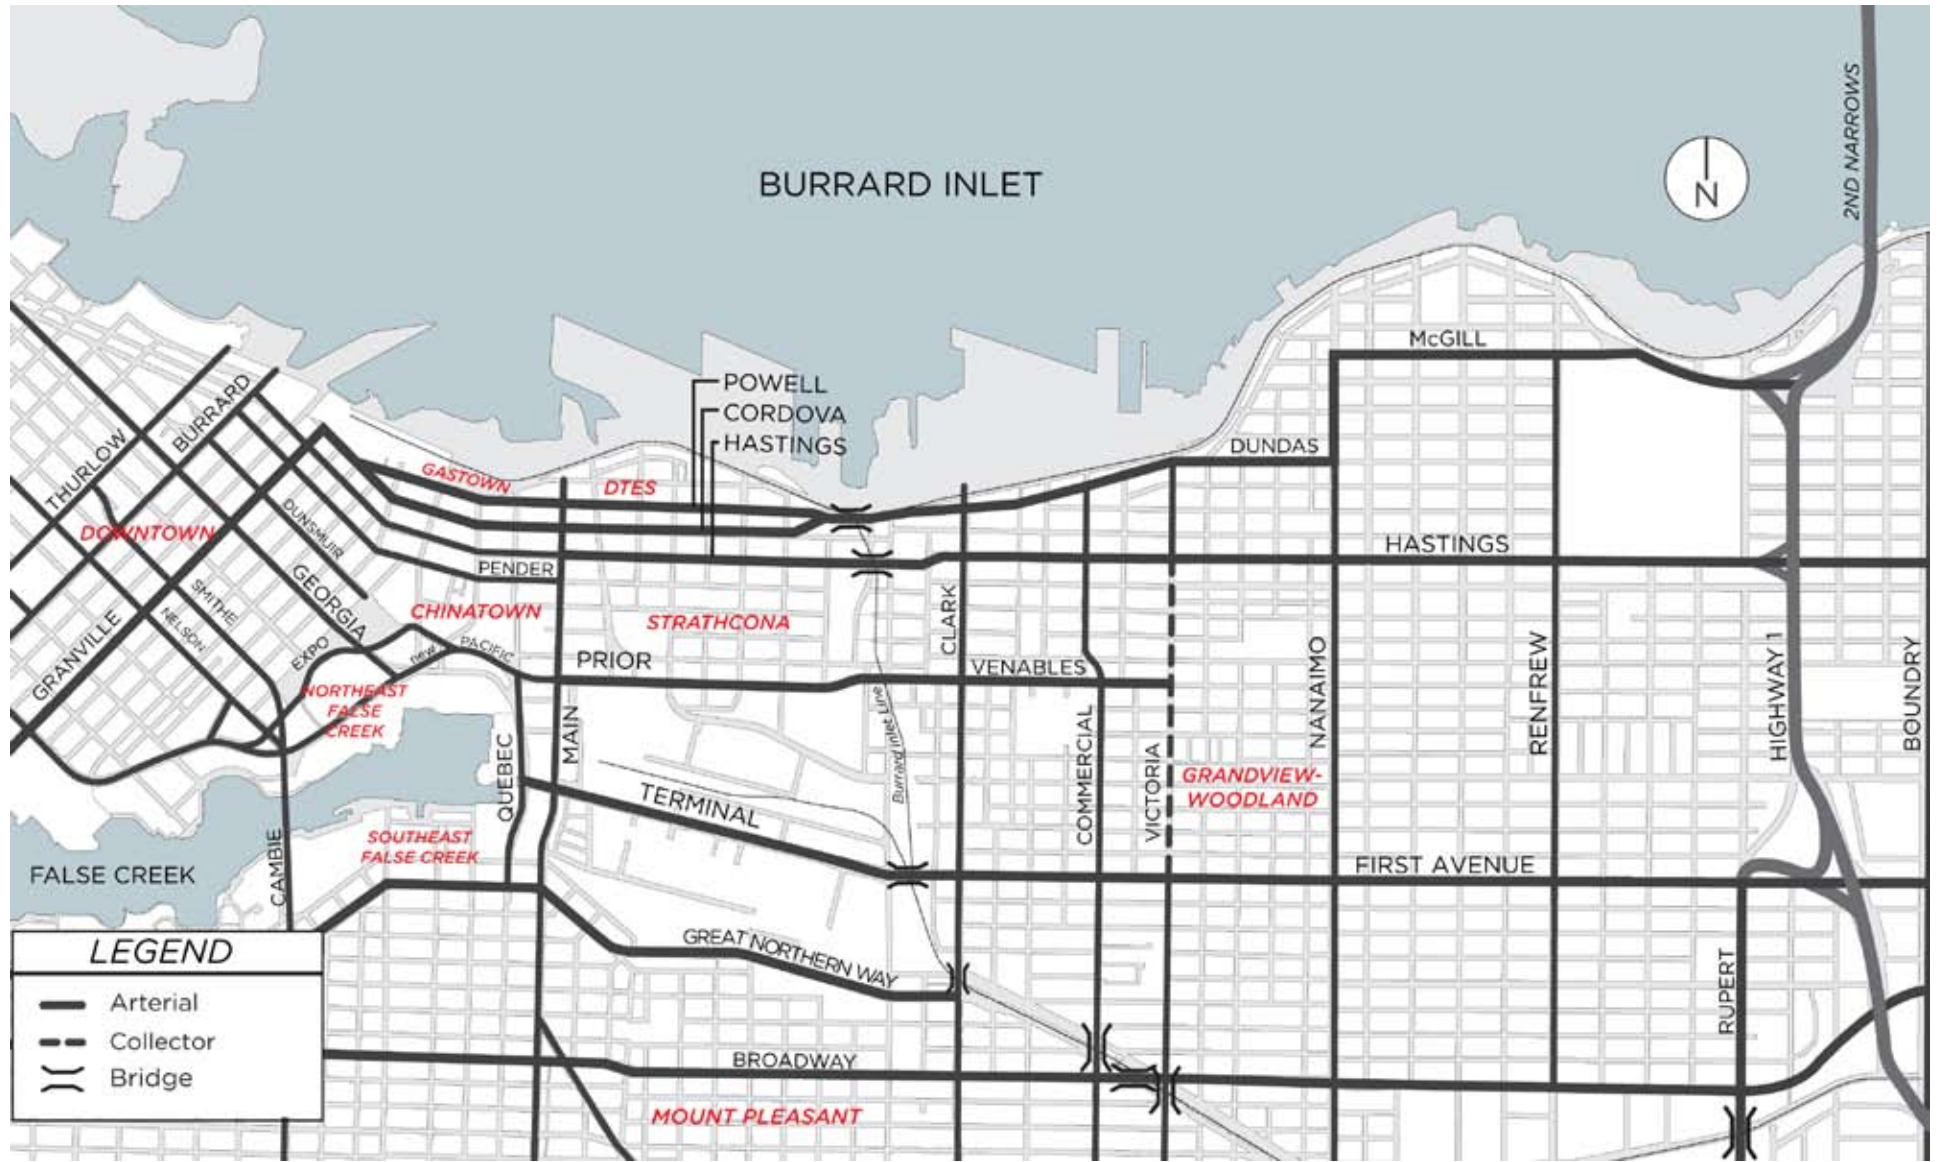 2ND NARROWS
BURRARD INLET
N
McGILL
POWELL
CORDOVA
HASTINGS
BURRARD
THURLOW
DUNDAS
GASTOWN
DTES
DOWNTOWN
DUNSMUIR
HASTINGS
PENDER
GEORGIA
SMITHE
NELSON
CHINATOWN
STRATHCONA
CLARK
GRANVILLE
EXPO
new
PACIFIC
PRIOR
VENABLES
NANAIMO
RENFREW
HIGHWAY 1
BOUNDRY
NORTHEAST
FALSE
CREEK
QUEBEC
MAIN
Burrard Inlet Line
COMMERCIAL
VICTORIA
GRANDVIEW-
WOODLAND
TERMINAL
SOUTHEAST
FALSE CREEK
CAMBIE
FALSE CREEK
FIRST AVENUE
GREAT NORTHERN WAY
RUPERT
BROADWAY
MOUNT PLEASANT
LEGEND
Arterial
Collector
Bridge